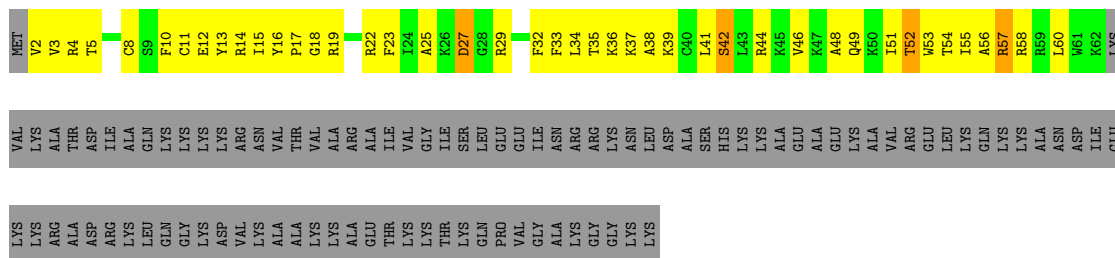 MET V2 V3 R4 T5 C8 S9 F10 C11 E12 Y13 R14 I15 Y16 P17 G18 R19 R22 F23 I24 A25 K26 D27 G28 R29 F32 F33 L34 T35 K36 K37 A38 K39 C40 L41 S42 L43 R44 K45 V46 K47 A48 Q49 K50 I51 T52 W53 T54 I55 A56 R57 R58 R59 L60 W61 K62 LYS
VAL LYS ALA THR ASP ILE ALA GLN LYS LYS LYS LYS ARG ASN VAL THR VAL ALA ARG ALA ILE VAL GLY ILE SER LEU GLU GLU ILE ASN ARG ARG LYS ASN LEU ASP ALA SER HIS LYS LYS ALA GLU ALA GLU LYS ALA VAL ARG GLU LEU LYS GLN LYS LYS ALA ASN ASP ILE GLU
LYS LYS ARG ALA ASP ARG LYS LEU GLN GLY LYS ASP VAL LYS ALA ALA LYS LYS ALA GLU THR LYS LYS THR LYS GLN PRO VAL GLY ALA LYS GLY GLY LYS LYS